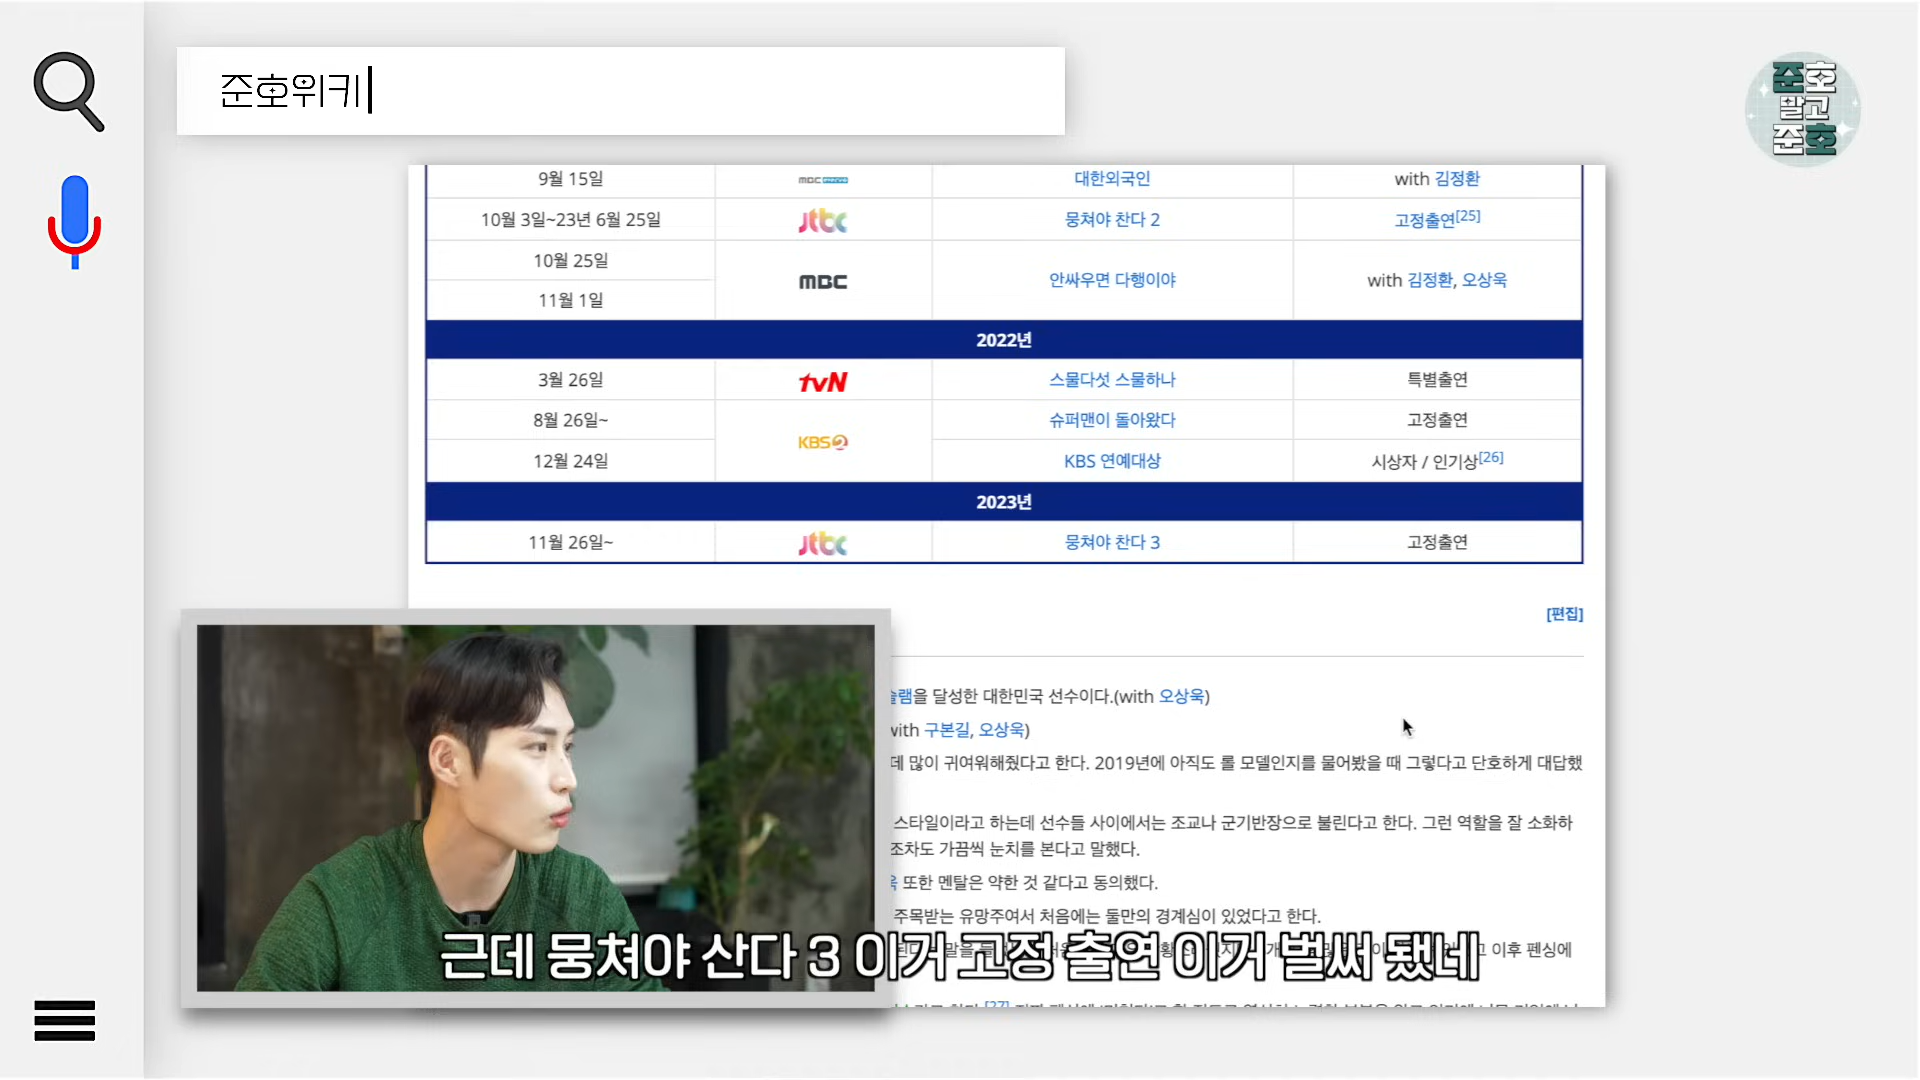 준호위키
준호
말고
준호
9월 15일 MBC 대한외국인 with 김정환
10월 3일~23년 6월 25일 jtbc 뭉쳐야 찬다 2 고정출연[25]
10월 25일
11월 1일
MBC 안싸우면 다행이야 with 김정환, 오상욱
2022년
3월 26일 tvN 스물다섯 스물하나 특별출연
8월 26일~ 슈퍼맨이 돌아왔다 고정출연
KBS2
12월 24일 KBS 연예대상 시상자 / 인기상[26]
2023년
11월 26일~ jtbc 뭉쳐야 찬다 3 고정출연
[편집]
슬램을 달성한 대한민국 선수이다.(with 오상욱)
with 구본길, 오상욱)
데 많이 귀여워해줬다고 한다. 2019년에 아직도 롤 모델인지를 물어봤을 때 그렇다고 단호하게 대답했
스타일이라고 하는데 선수들 사이에서는 조교나 군기반장으로 불린다고 한다. 그런 역할을 잘 소화하
조차도 가끔씩 눈치를 본다고 말했다.
또한 멘탈은 약한 것 같다고 동의했다.
주목받는 유망주여서 처음에는 둘만의 경계심이 있었다고 한다.
이후 펜싱에
근데 뭉쳐야 산다 3 이거 고정 출연 이거 벌써 됐네
[27]